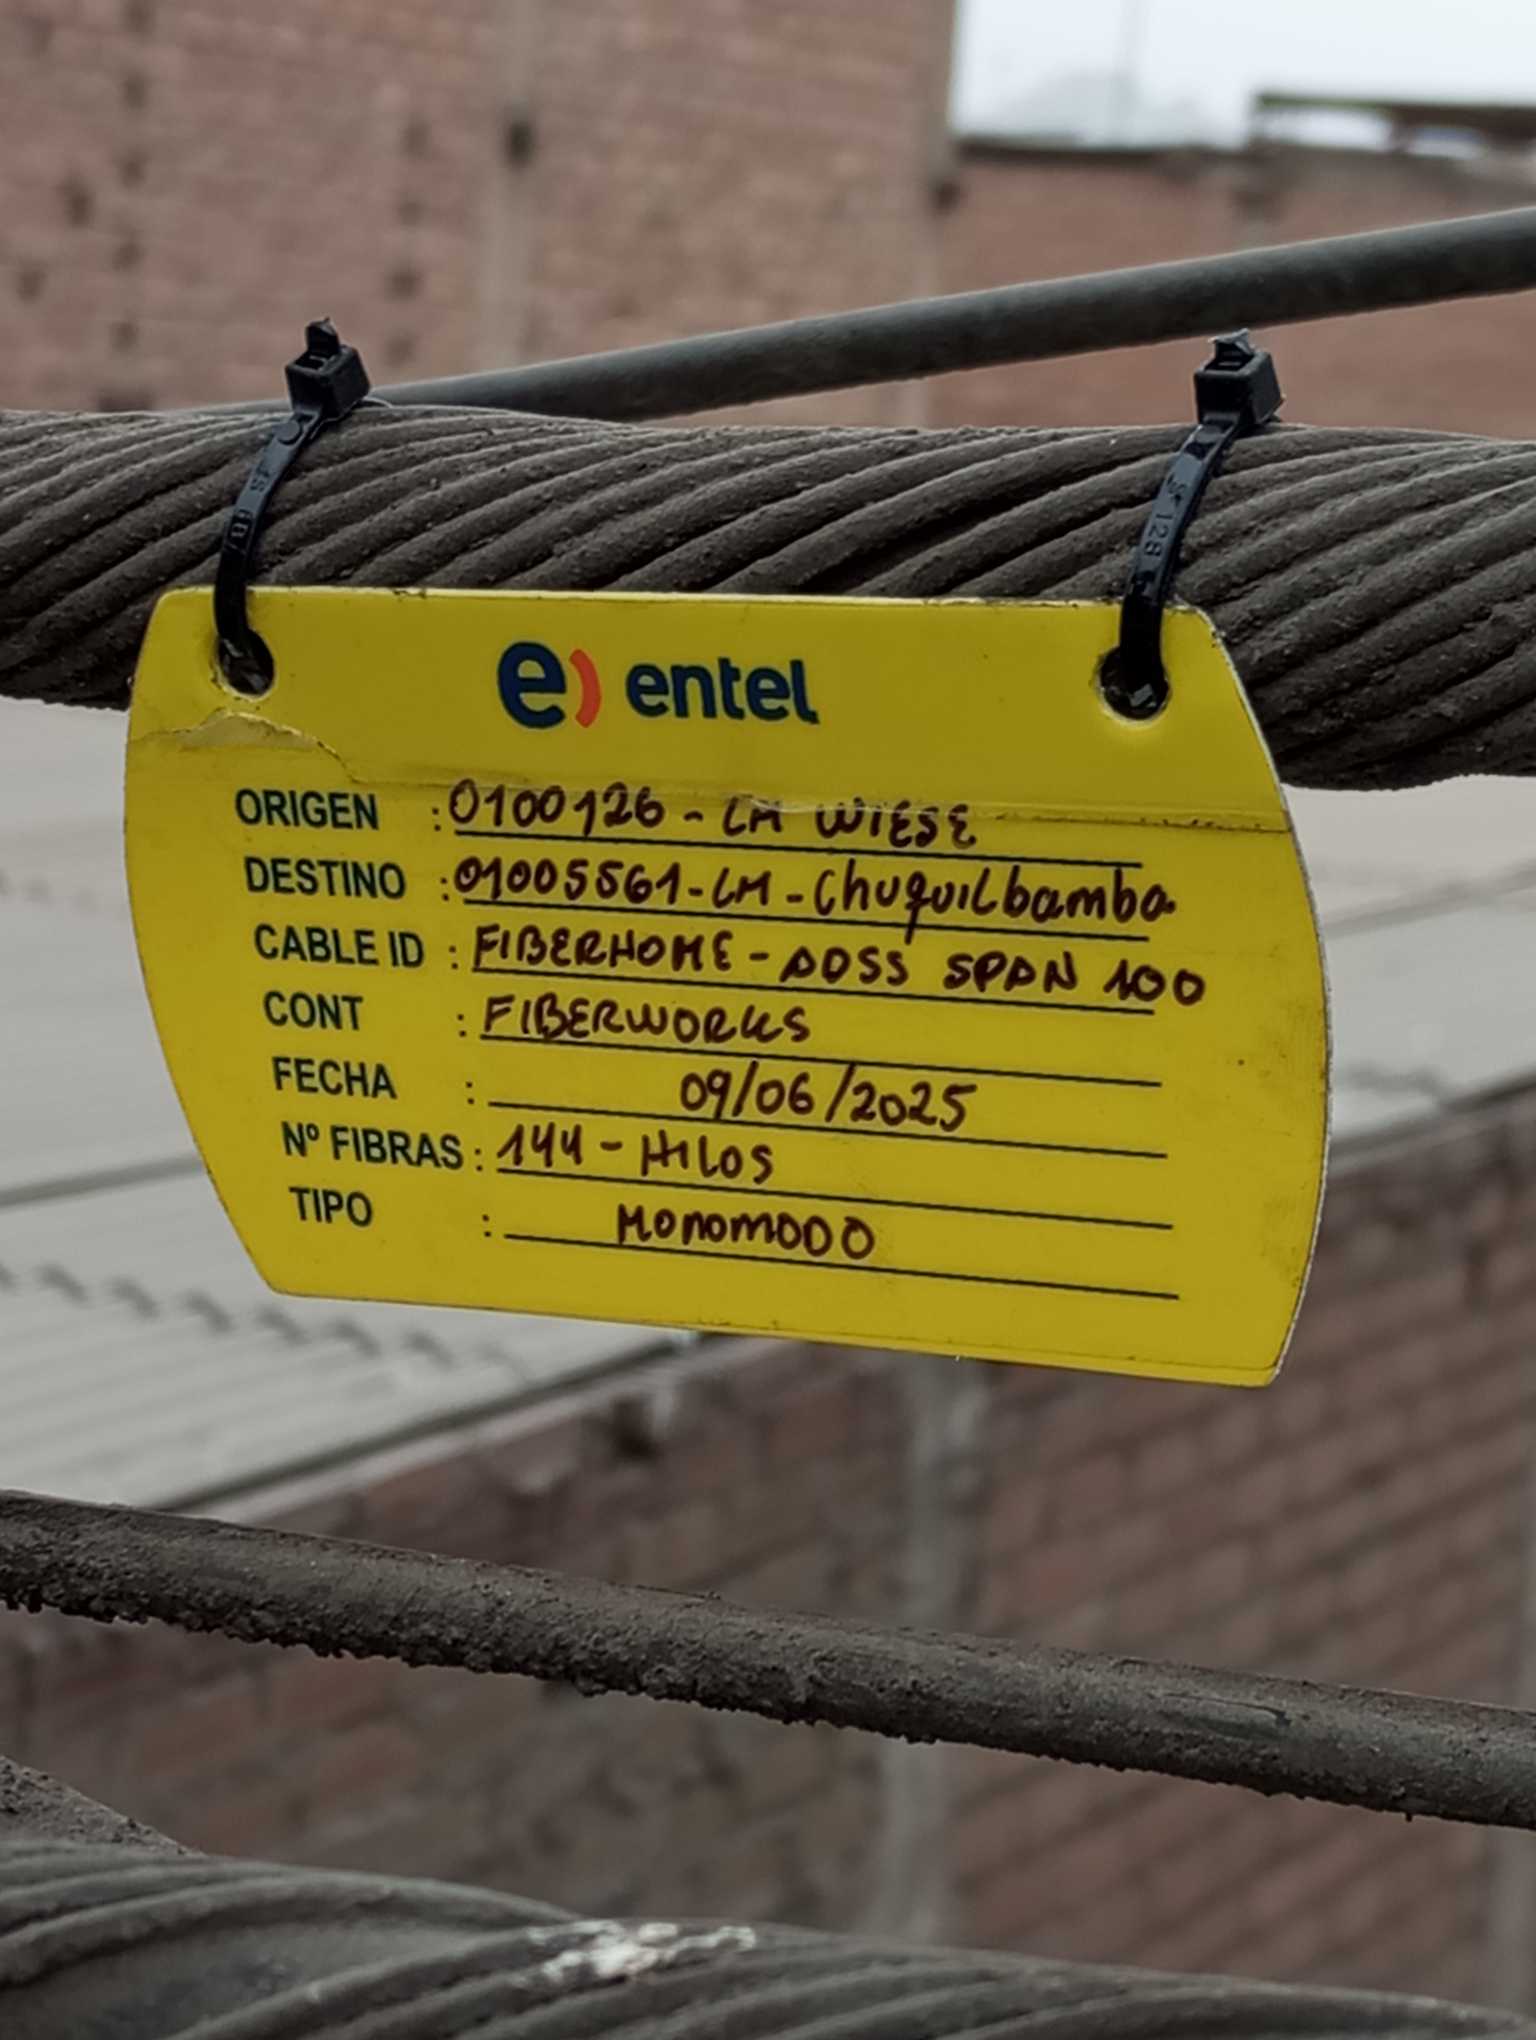 e) entel
ORIGEN : 0100126 - LM WIESE
DESTINO : 01005561-LM-Chuquilbamba
CABLE ID : FIBERHOME - ADSS SPAN 100
CONT : FIBERWORKS
FECHA : 09/06/2025
Nº FIBRAS : 144 - Hilos
TIPO : MONOMODO